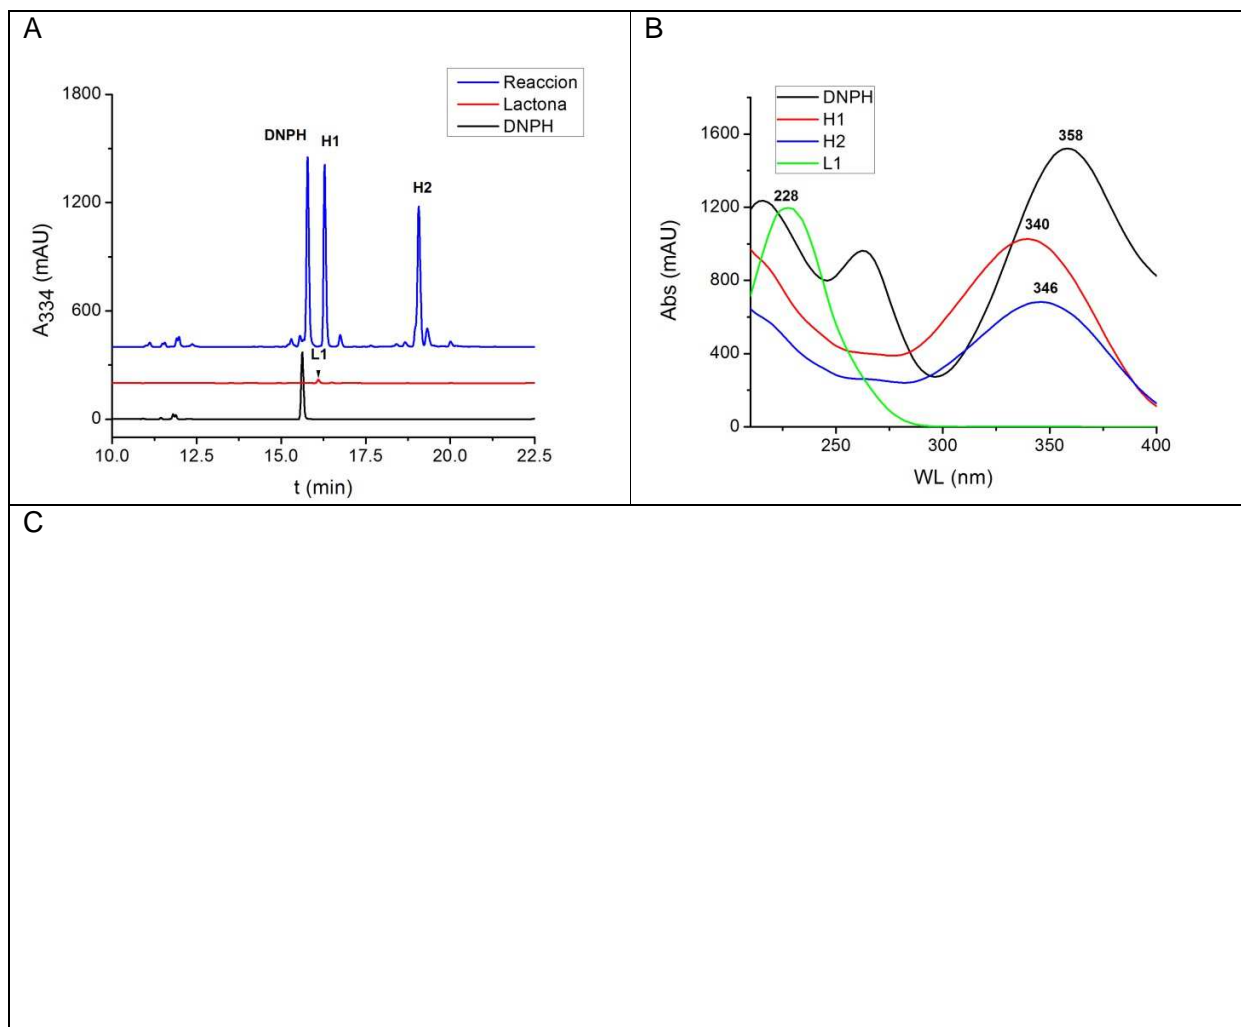 A
Reaccion
Lactona
DNPH
1800
1200
600
0
A334 (mAU)
DNPH
H1
H2
L1
10.0 12.5 15.0 17.5 20.0 22.5
t (min)
B
DNPH
H1
H2
L1
1600
1200
800
400
0
Abs (mAU)
228
358
340
346
250 300 350 400
WL (nm)
C